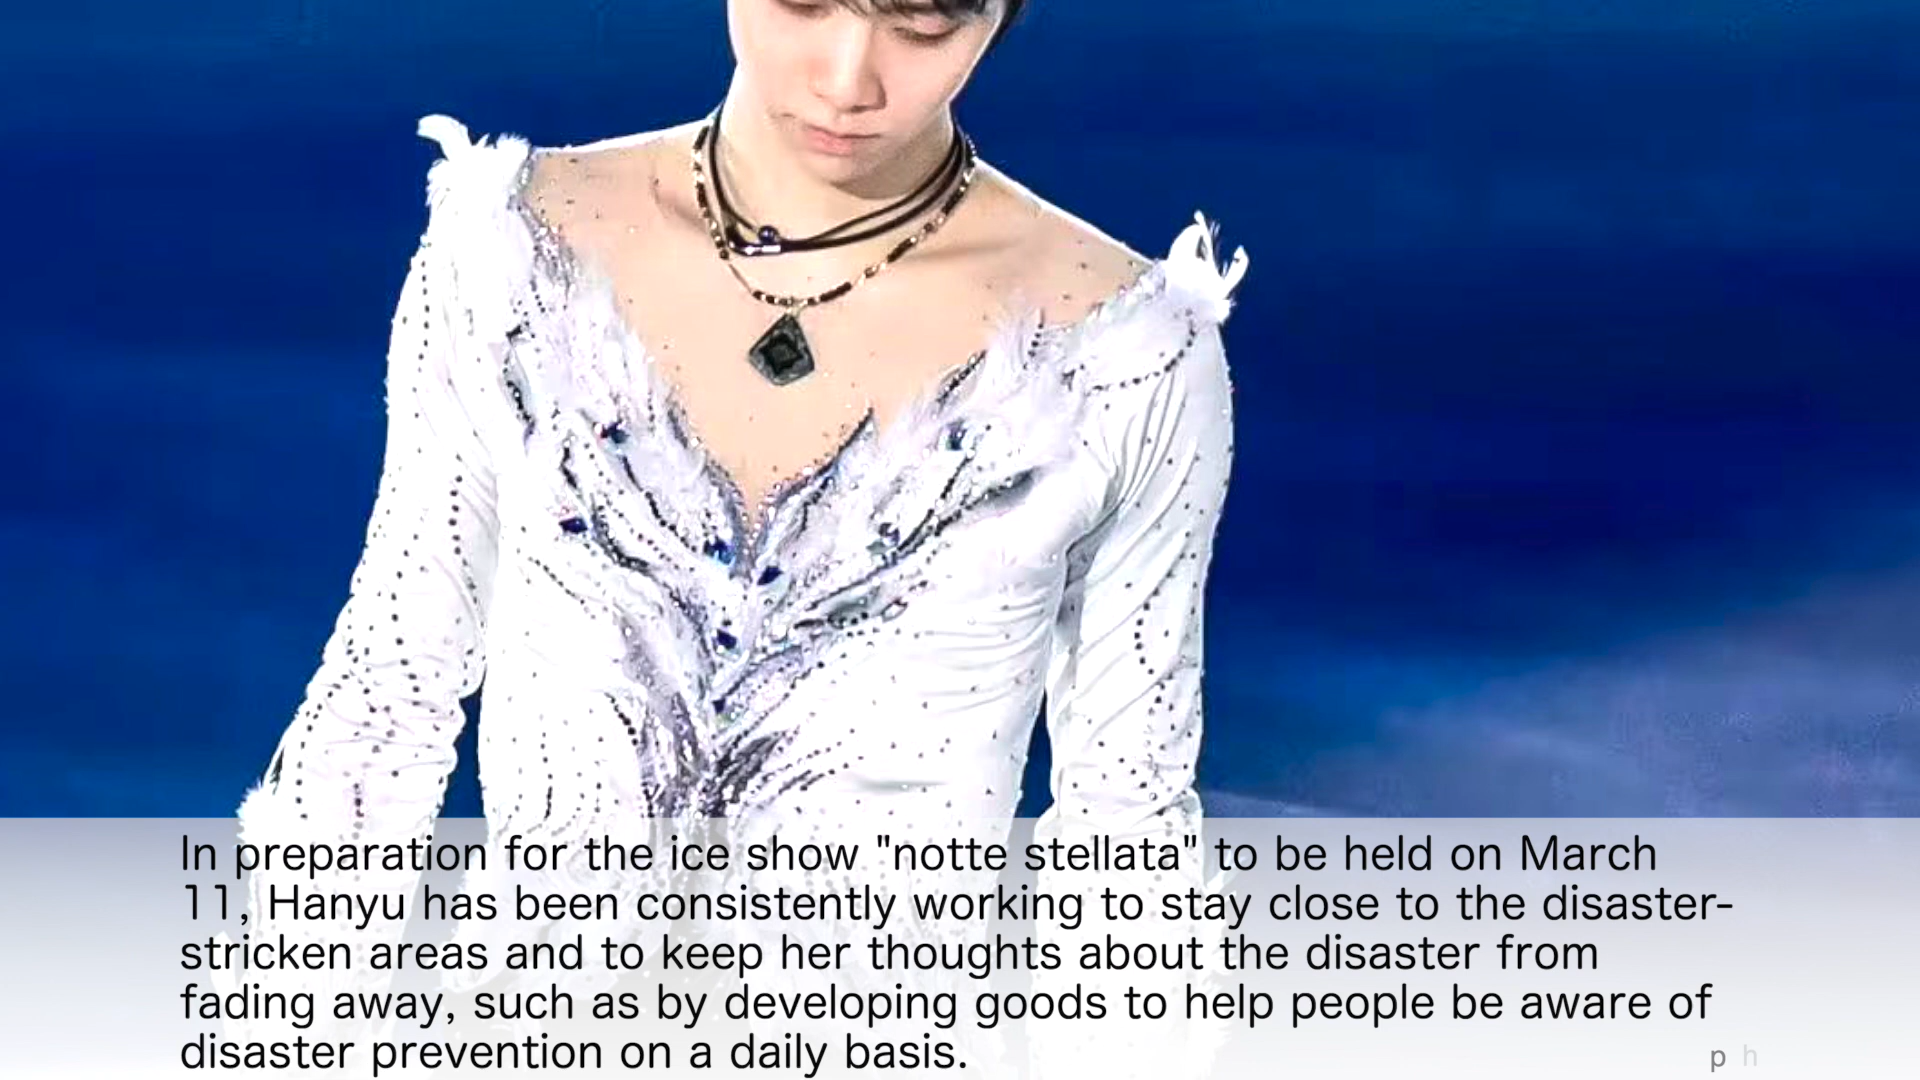 In preparation for the ice show "notte stellata" to be held on March
11, Hanyu has been consistently working to stay close to the disaster-
stricken areas and to keep her thoughts about the disaster from
fading away, such as by developing goods to help people be aware of
disaster prevention on a daily basis.
p h